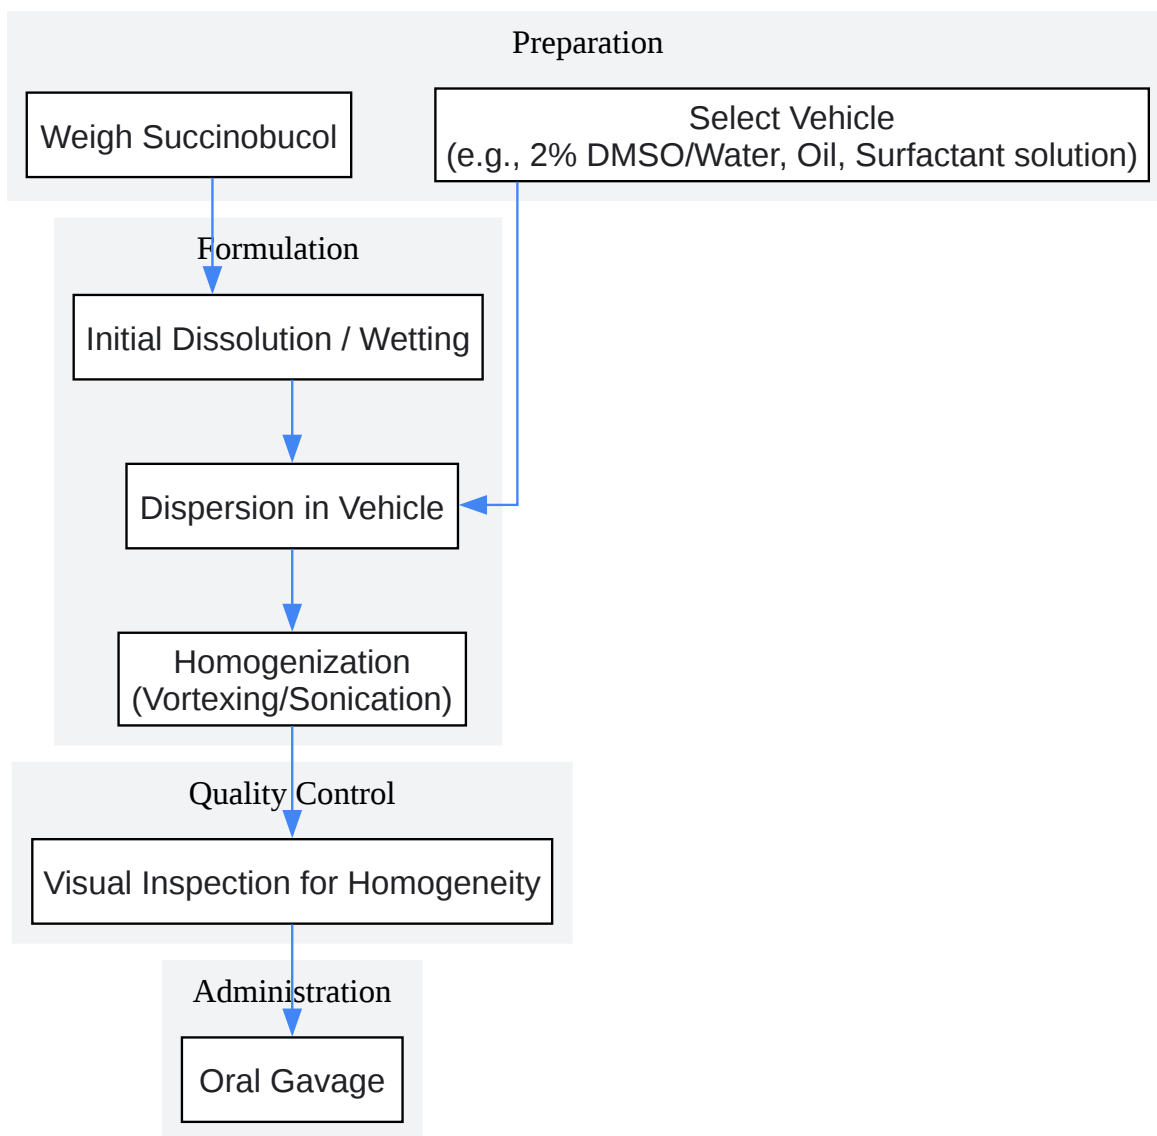 Preparation
Weigh Succinobucol
Select Vehicle
(e.g., 2% DMSO/Water, Oil, Surfactant solution)
Formulation
Initial Dissolution / Wetting
Dispersion in Vehicle
Homogenization
(Vortexing/Sonication)
Quality Control
Visual Inspection for Homogeneity
Administration
Oral Gavage